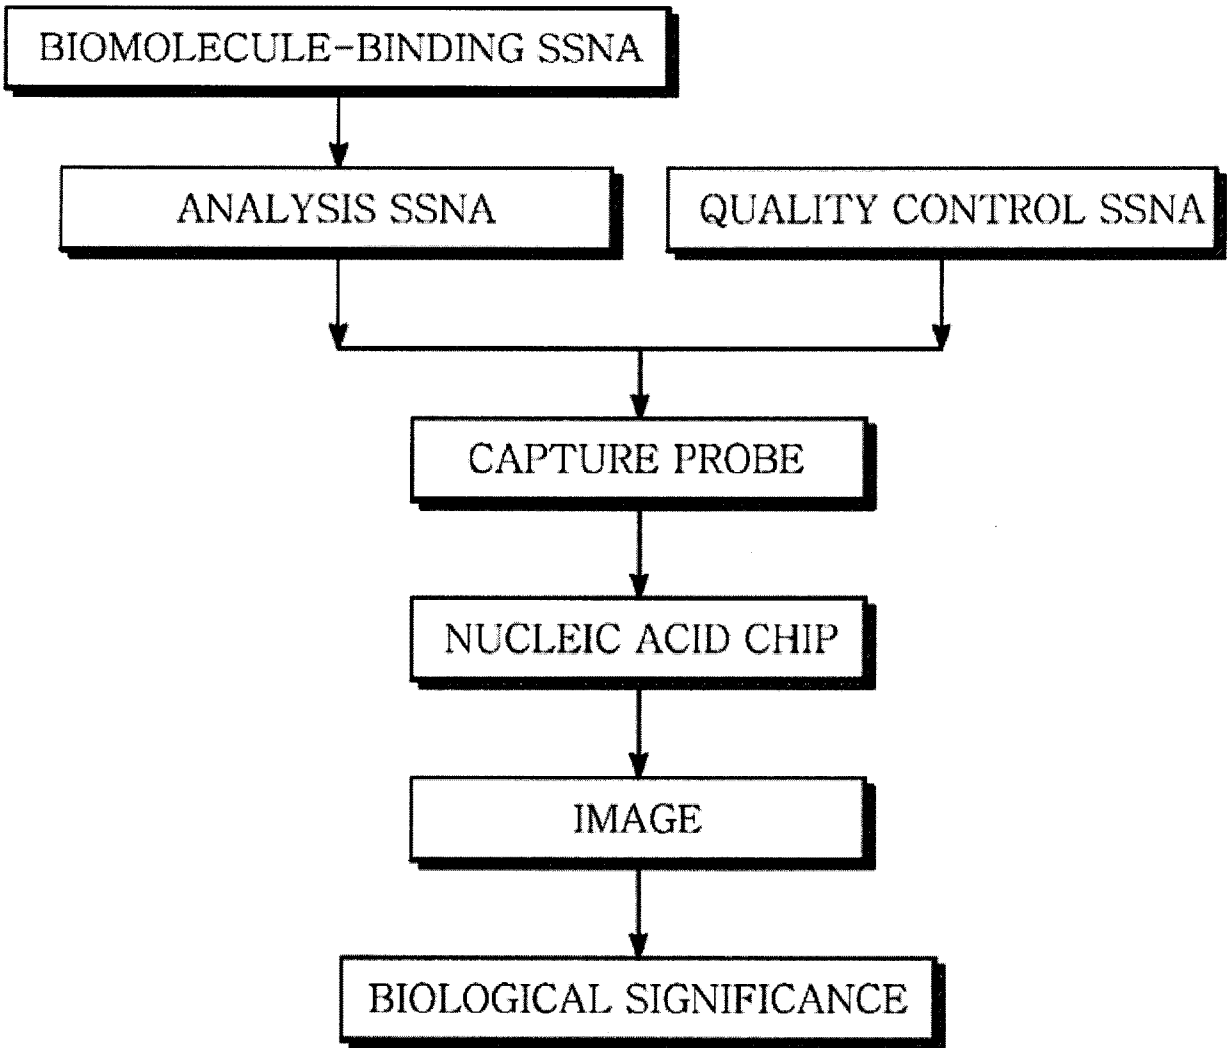 BIOMOLECULE-BINDING SSNA
ANALYSIS SSNA
QUALITY CONTROL SSNA
CAPTURE PROBE
NUCLEIC ACID CHIP
IMAGE
BIOLOGICAL SIGNIFICANCE